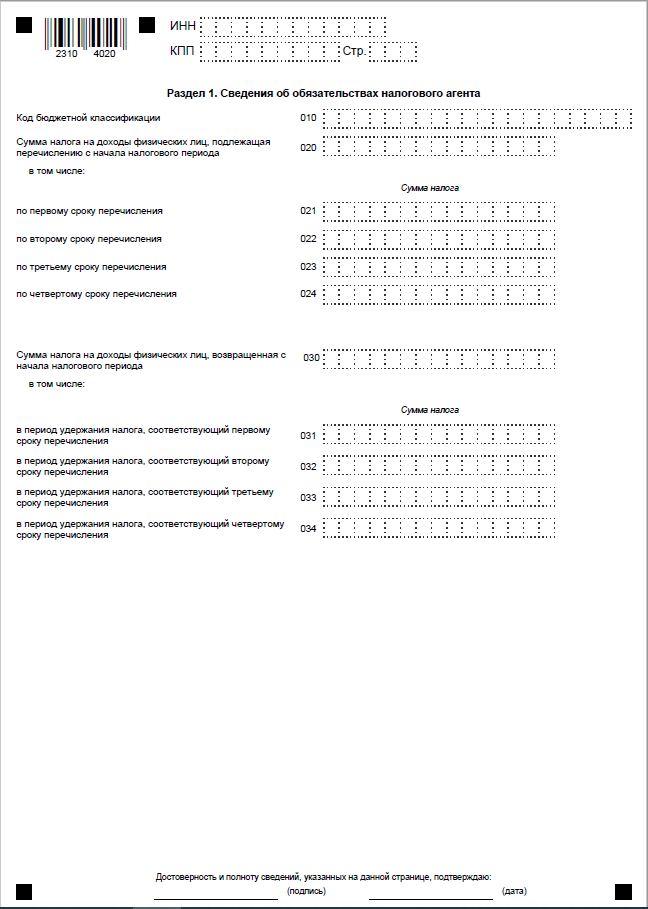 ИНН
2310 4020
КПП Стр.
Раздел 1. Сведения об обязательствах налогового агента
Код бюджетной классификации 010
Сумма налога на доходы физических лиц, подлежащая
перечислению с начала налогового периода 020
в том числе:
Сумма налога
по первому сроку перечисления 021
по второму сроку перечисления 022
по третьему сроку перечисления 023
по четвертому сроку перечисления 024
Сумма налога на доходы физических лиц, возвращенная с
начала налогового периода 030
в том числе:
Сумма налога
в период удержания налога, соответствующий первому
сроку перечисления 031
в период удержания налога, соответствующий второму
сроку перечисления 032
в период удержания налога, соответствующий третьему
сроку перечисления 033
в период удержания налога, соответствующий четвертому
сроку перечисления 034
Достоверность и полноту сведений, указанных на данной странице, подтверждаю:
(подпись) (дата)